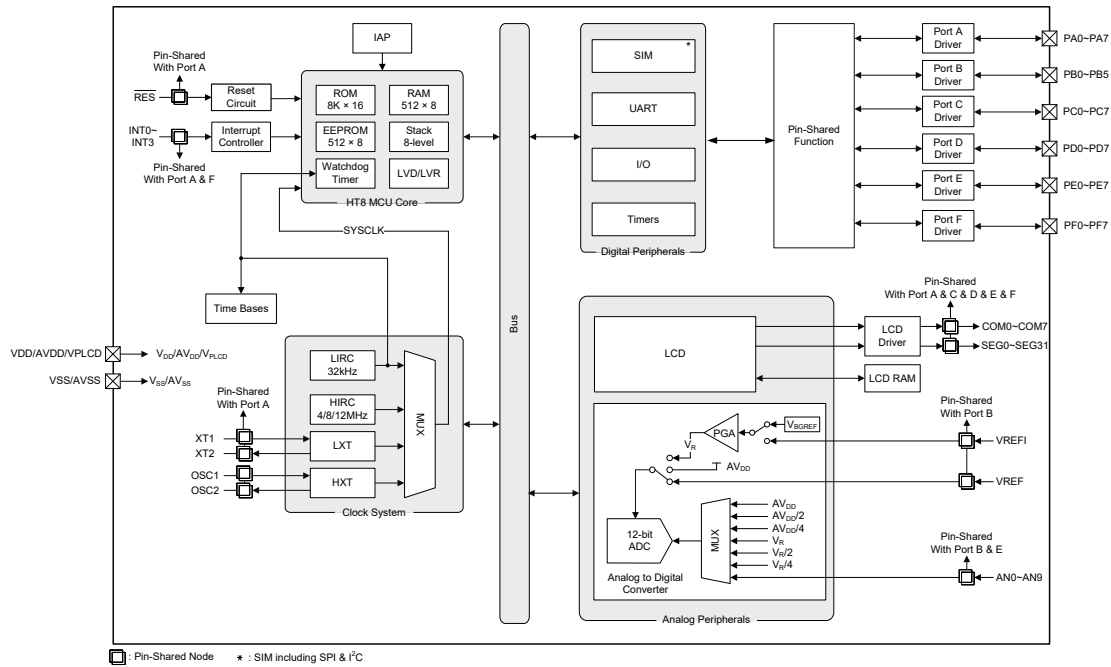 IAP
Pin-Shared
With Port A
RES
Reset
Circuit
INT0~
INT3
Interrupt
Controller
Pin-Shared
With Port A & F
ROM
8K × 16
RAM
512 × 8
EEPROM
512 × 8
Stack
8-level
Watchdog
Timer
LVD/LVR
HT8 MCU Core
SYSCLK
Time Bases
Bus
SIM
*
UART
I/O
Timers
Digital Peripherals
Pin-Shared
Function
Port A
Driver
PA0~PA7
Port B
Driver
PB0~PB5
Port C
Driver
PC0~PC7
Port D
Driver
PD0~PD7
Port E
Driver
PE0~PE7
Port F
Driver
PF0~PF7
VDD/AVDD/VPLCD
VDD/AVDD/VPLCD
VSS/AVSS
VSS/AVSS
Pin-Shared
With Port A
XT1
XT2
OSC1
OSC2
LIRC
32kHz
HIRC
4/8/12MHz
LXT
HXT
MUX
Clock System
LCD
Pin-Shared
With Port A & C & D & E & F
LCD
Driver
COM0~COM7
SEG0~SEG31
LCD RAM
PGA
VBGREF
VR
AVDD
Pin-Shared
With Port B
VREFI
VREF
12-bit
ADC
MUX
AVDD
AVDD/2
AVDD/4
VR
VR/2
VR/4
Analog to Digital
Converter
Pin-Shared
With Port B & E
AN0~AN9
Analog Peripherals
: Pin-Shared Node
* : SIM including SPI & I²C